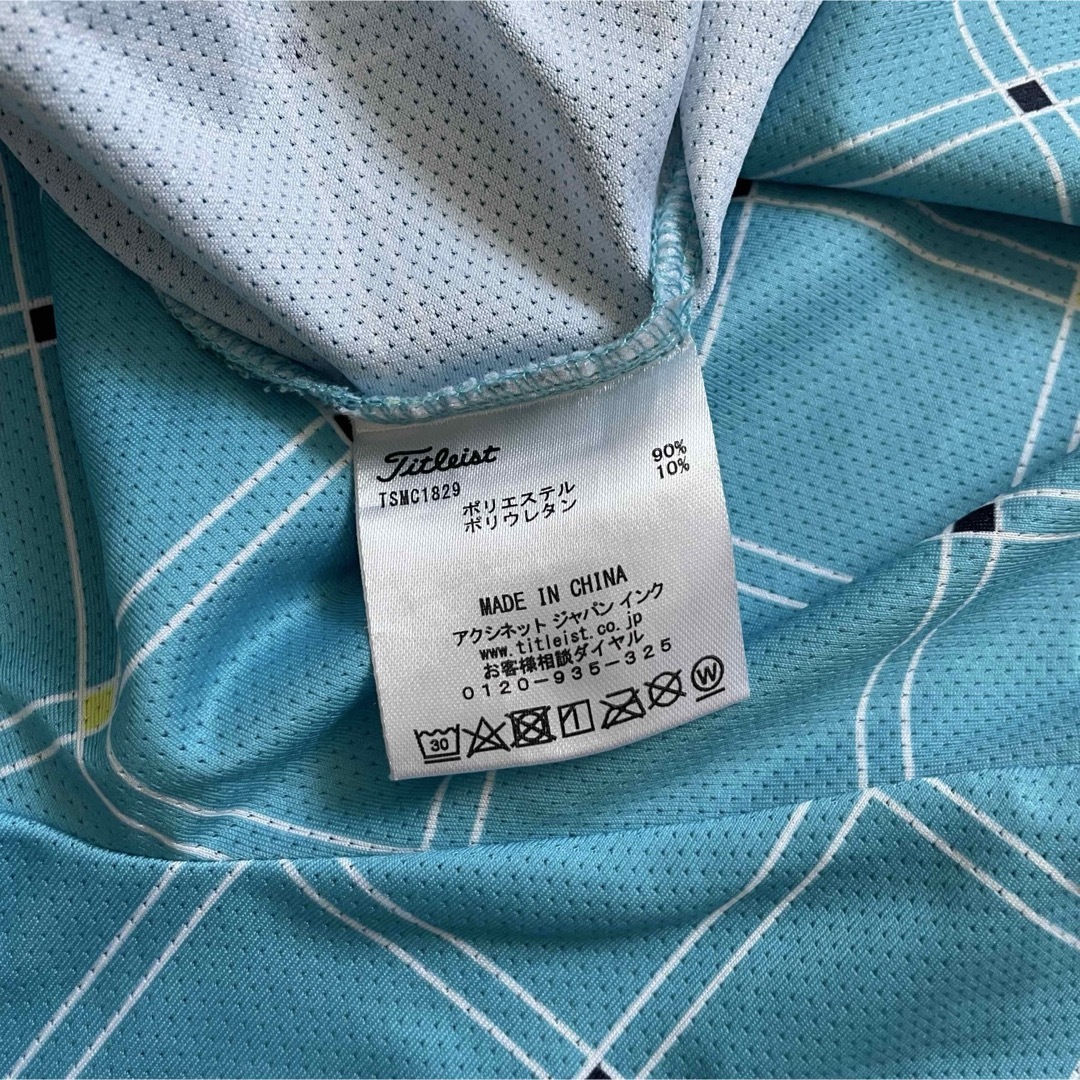 Titleist
TSMC1829
ポリエステル 90%
ポリウレタン 10%
MADE IN CHINA
アクシネット ジャパン インク
www.titleist.co.jp
お客様相談ダイヤル
0120-935-325
30 W